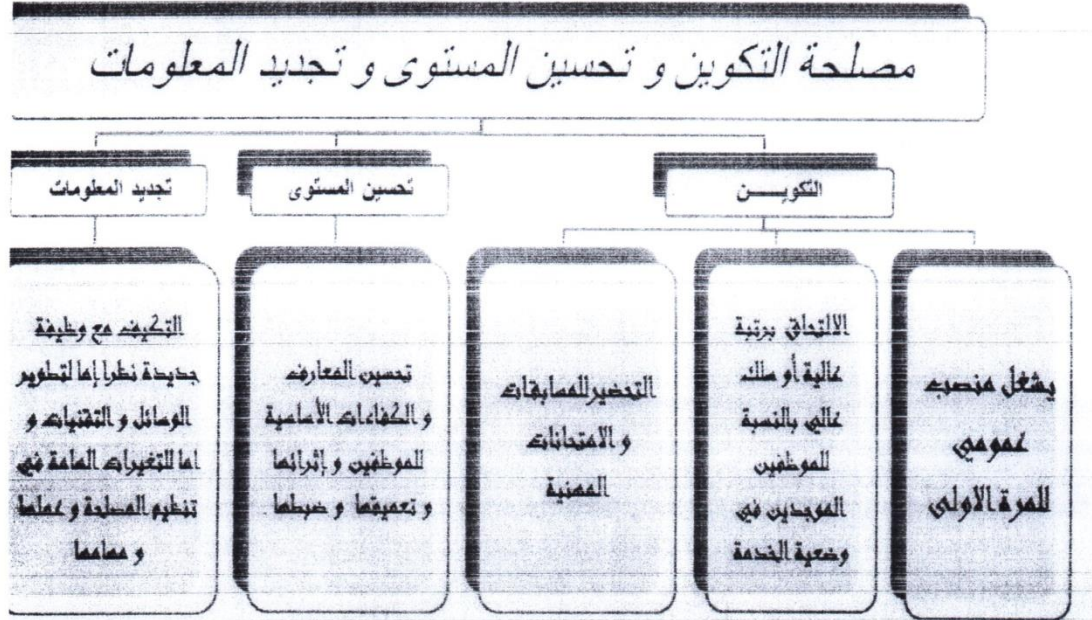 مصلحة التكوين و تحسين المستوى و تجديد المعلومات
التكويـــــن
تحسين المستوى
تجديد المعلومات
يشغل منصب
عمومي
للمرة الاولى
الالتحاق برتبة
عالية أو سلك
عالي بالنسبة
للموظفين
الموجدين في
وضعية الخدمة
التحضير للمسابقات
و الامتحانات
المهنية
تحسين المعارف
و الكفاءات الأساسية
للموظفين و إثرائها
و تعميقها و ضبطها
التكيف مع وظيفة
جديدة نظرا إما لتطوير
الوسائل و التقنيات و
اما للتغيرات الهامة في
تنظيم المصلحة و عملها
و مهامها